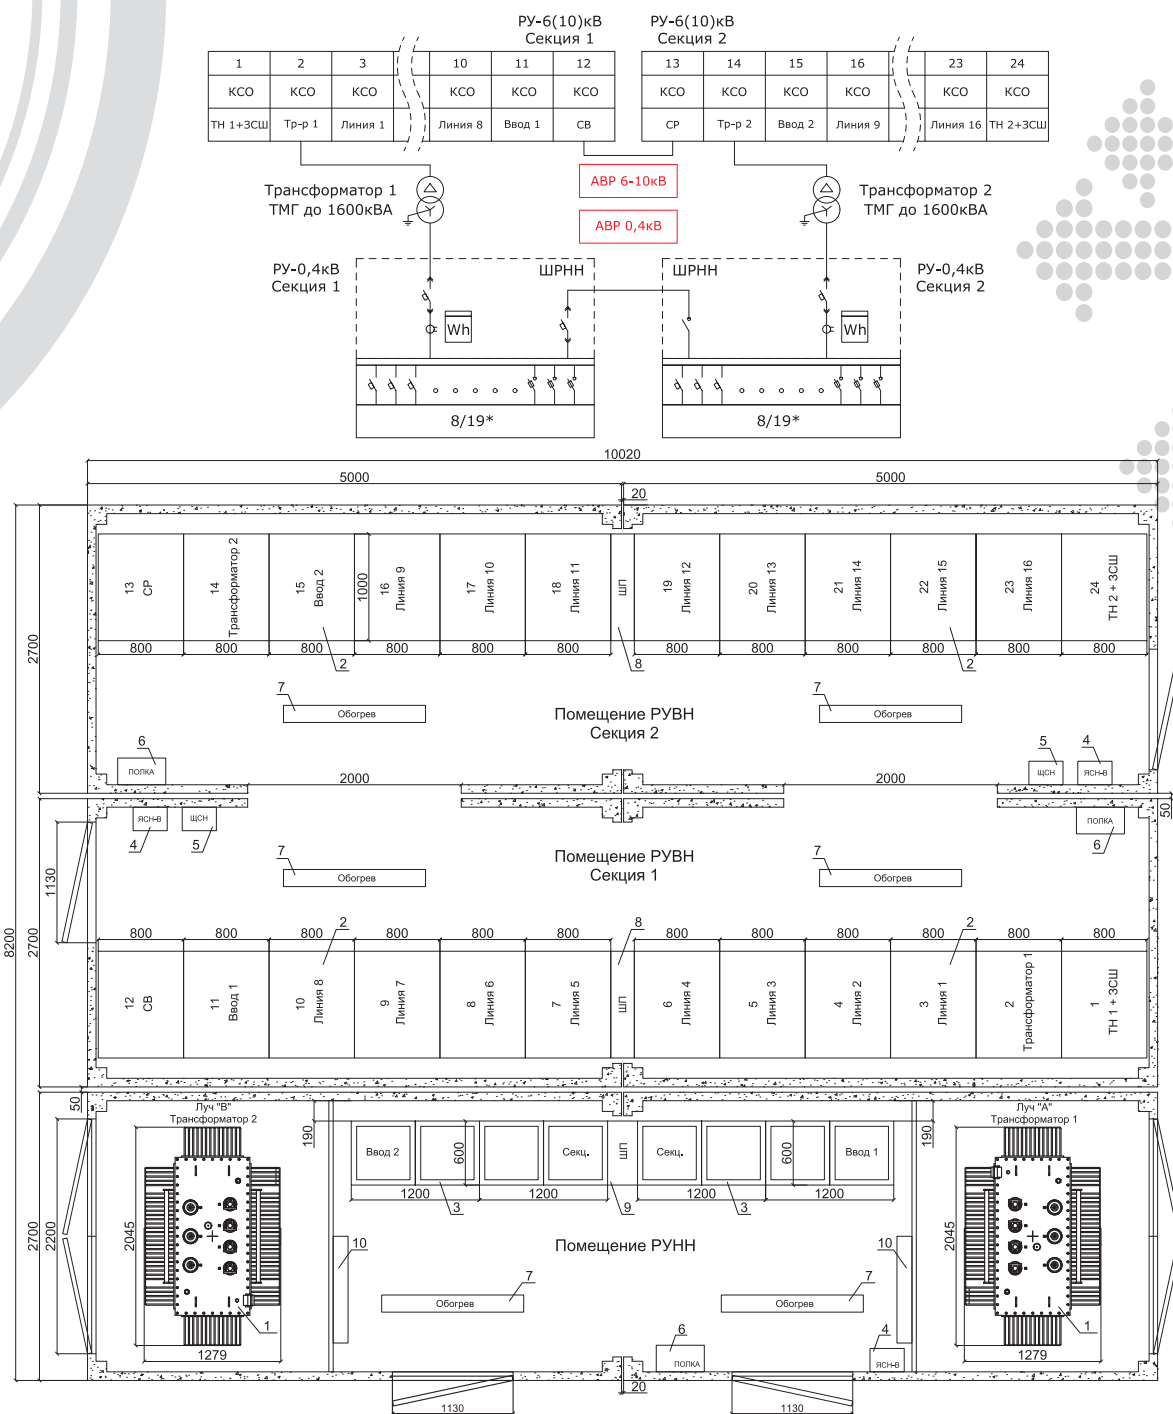 РУ-6(10)кВ
Секция 1
РУ-6(10)кВ
Секция 2
1 2 3 10 11 12
КСО КСО КСО КСО КСО КСО
ТН 1+ЗСШ Тр-р 1 Линия 1 Линия 8 Ввод 1 СВ
13 14 15 16 23 24
КСО КСО КСО КСО КСО КСО
СР Тр-р 2 Ввод 2 Линия 9 Линия 16 ТН 2+ЗСШ
АВР 6-10кВ
АВР 0,4кВ
Трансформатор 1
ТМГ до 1600кВА
Трансформатор 2
ТМГ до 1600кВА
РУ-0,4кВ
Секция 1
ШРНН
ШРНН
РУ-0,4кВ
Секция 2
Wh
Wh
8/19*
8/19*
10020
5000
5000
20
13
СР
14
Трансформатор 2
15
Ввод 2
1000
16
Линия 9
17
Линия 10
18
Линия 11
ШП
19
Линия 12
20
Линия 13
21
Линия 14
22
Линия 15
23
Линия 16
24
ТН 2 + ЗСШ
800 800 800 800 800 800 800 800 800 800 800 800
2 8 2
2700
7
Обогрев
Помещение РУВН
Секция 2
7
Обогрев
6
ПОЛКА
5
ЩСН
4
ЯСН-В
2000
2000
50
ЯСН-В
4
ЩСН
5
ПОЛКА
6
7
Обогрев
Помещение РУВН
Секция 1
7
Обогрев
1130
8200
2700
2 8 2
800 800 800 800 800 800 800 800 800 800 800 800
12
СВ
11
Ввод 1
10
Линия 8
9
Линия 7
8
Линия 6
7
Линия 5
ШП
6
Линия 4
5
Линия 3
4
Линия 2
3
Линия 1
2
Трансформатор 1
1
ТН 1 + ЗСШ
50
Луч "В"
Трансформатор 2
190
Луч "А"
Трансформатор 1
190
Ввод 2
600
Секц.
ШП
Секц.
600
Ввод 1
1200 1200 1200 1200
3 9 3
2700
2200
2045
2045
10
Помещение РУНН
10
7
Обогрев
7
Обогрев
1
1
1279
1279
6
ПОЛКА
4
ЯСН-В
20
1130
1130